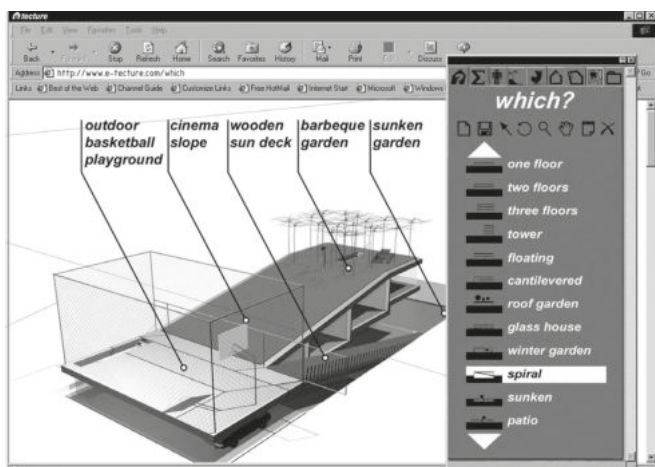 @tecture
File Edit View Favorites Tools Help
Back Forward Stop Refresh Home Search Favorites History Mail Print Edit Discuss
Address http://www.e-tecture.com/which
Go
Links Best of the Web Channel Guide Customize Links Free HotMail Internet Start Microsoft Windows
outdoor basketball playground
cinema slope
wooden sun deck
barbeque garden
sunken garden
which?
one floor
two floors
three floors
tower
floating
cantilevered
roof garden
glass house
winter garden
spiral
sunken
patio